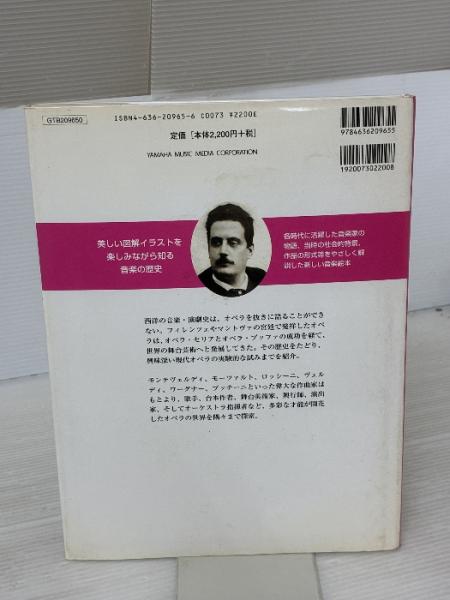 GTB209650
ISBN4-636-20965-6 C0073 ¥2200E
定価［本体2,200円+税］
YAMAHA MUSIC MEDIA CORPORATION
9784636209655
1920073022008
美しい図解イラストを
楽しみながら知る
音楽の歴史
各時代に活躍した音楽家の
物語、当時の社会的背景、
作品の形式等をやさしく解
説した楽しい音楽絵本
西洋の音楽・演劇史は、オペラを抜きに語ることができ
ない。フィレンツェやマントヴァの宮廷で発祥したオペ
ラは、オペラ・セリアとオペラ・ブッファの成功を経て、
世界の舞台芸術へと発展してきた。その歴史をたどり、
興味深い現代オペラの実験的な試みまでを紹介。
モンテヴェルディ、モーツァルト、ロッシーニ、ヴェル
ディ、ワーグナー、プッチーニといった偉大な作曲家は
もとより、歌手、台本作者、舞台美術家、興行師、演出
家、そしてオーケストラ指揮者など、多彩な才能が開花
したオペラの世界を隅々まで探索。